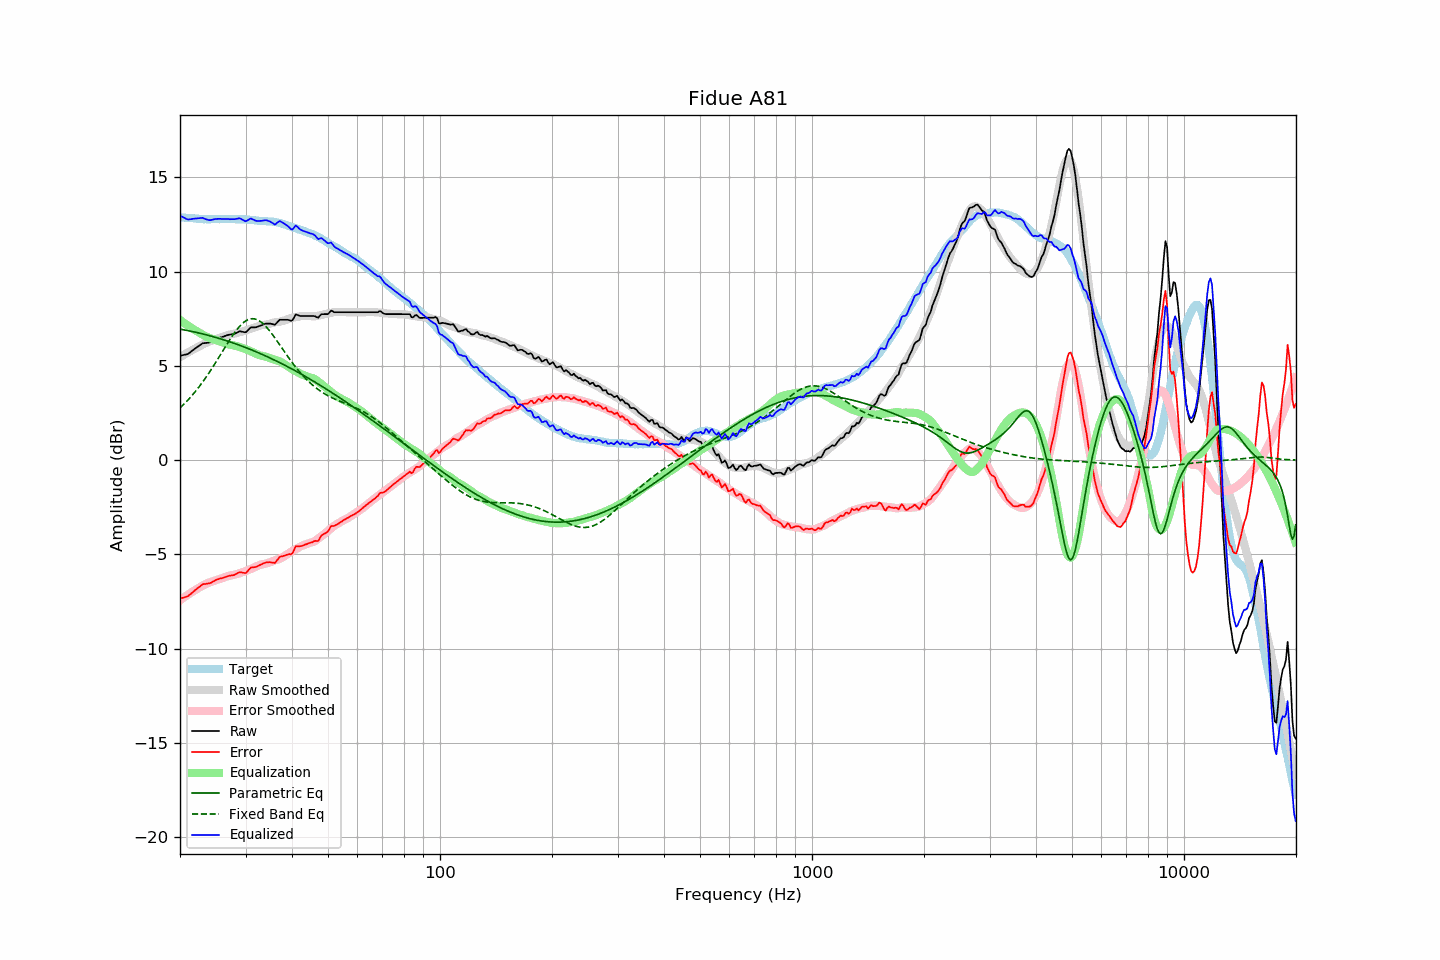 Fidue A81
Amplitude (dBr)
15
10
5
0
−5
−10
−15
−20
Target
Raw Smoothed
Error Smoothed
Raw
Error
Equalization
Parametric Eq
Fixed Band Eq
Equalized
100
1000
10000
Frequency (Hz)